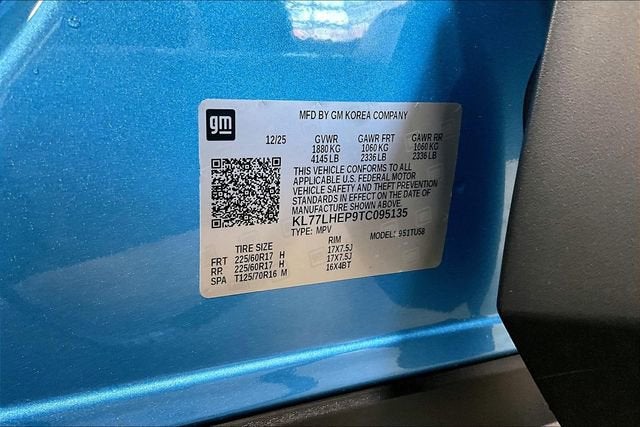 gm
MFD BY GM KOREA COMPANY
12/25 GVWR GAWR FRT GAWR RR
1880 KG 1060 KG 1060 KG
4145 LB 2336 LB 2336 LB
THIS VEHICLE CONFORMS TO ALL
APPLICABLE U.S. FEDERAL MOTOR
VEHICLE SAFETY AND THEFT PREVENTION
STANDARDS IN EFFECT ON THE DATE OF
MANUFACTURE SHOWN ABOVE.
KL77LHEP9TC095135
TYPE: MPV MODEL: 951TU58
TIRE SIZE RIM
FRT 225/60R17 H 17X7.5J
RR 225/60R17 H 17X7.5J
SPA T125/70R16 M 16X4BT